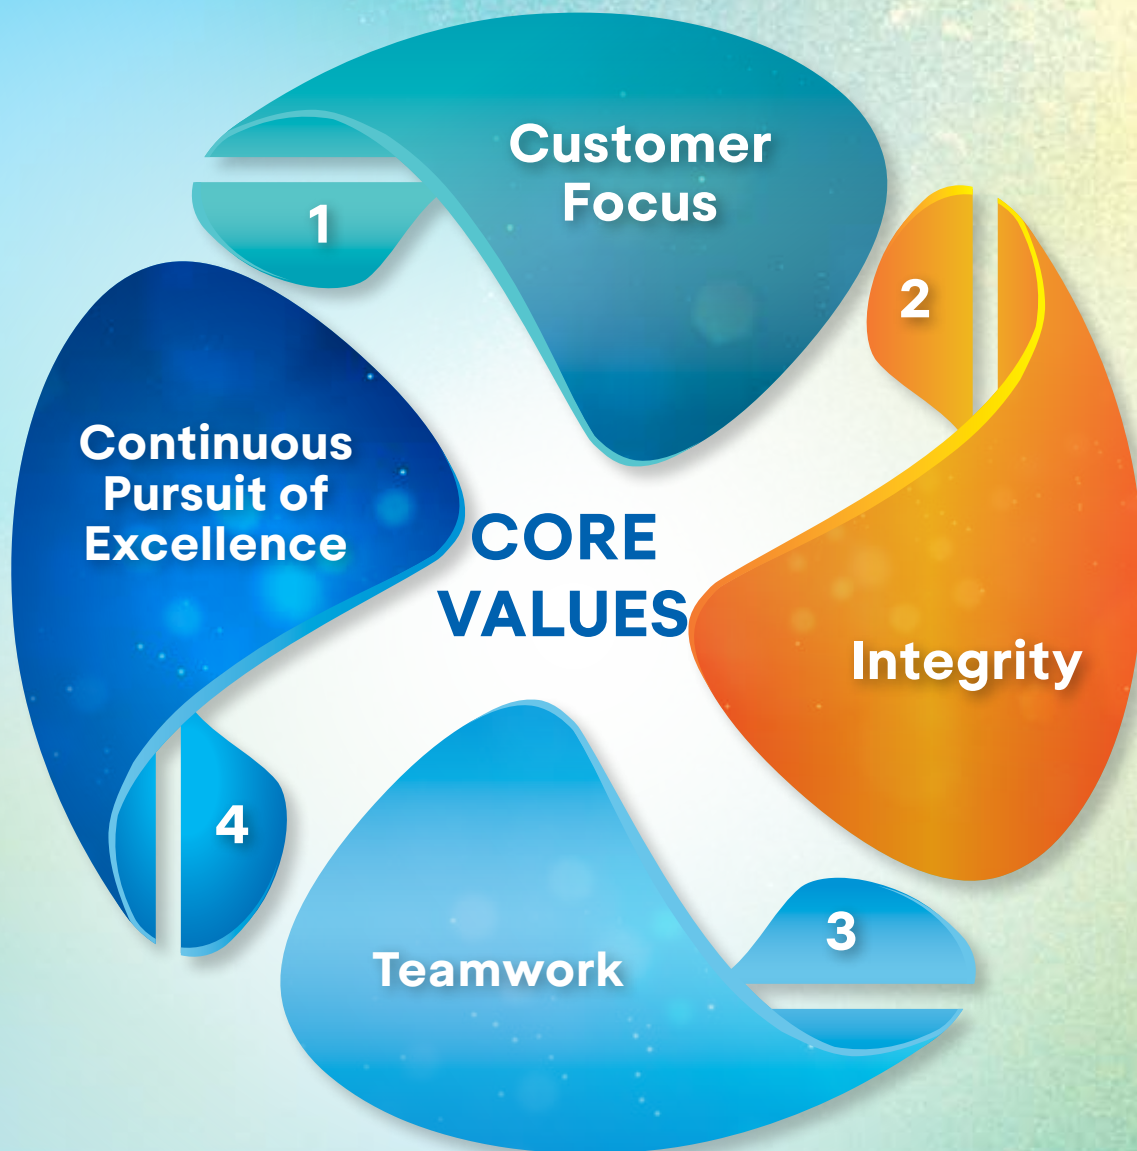 CORE
VALUES
1
Customer
Focus
2
Integrity
3
Teamwork
4
Continuous
Pursuit of
Excellence